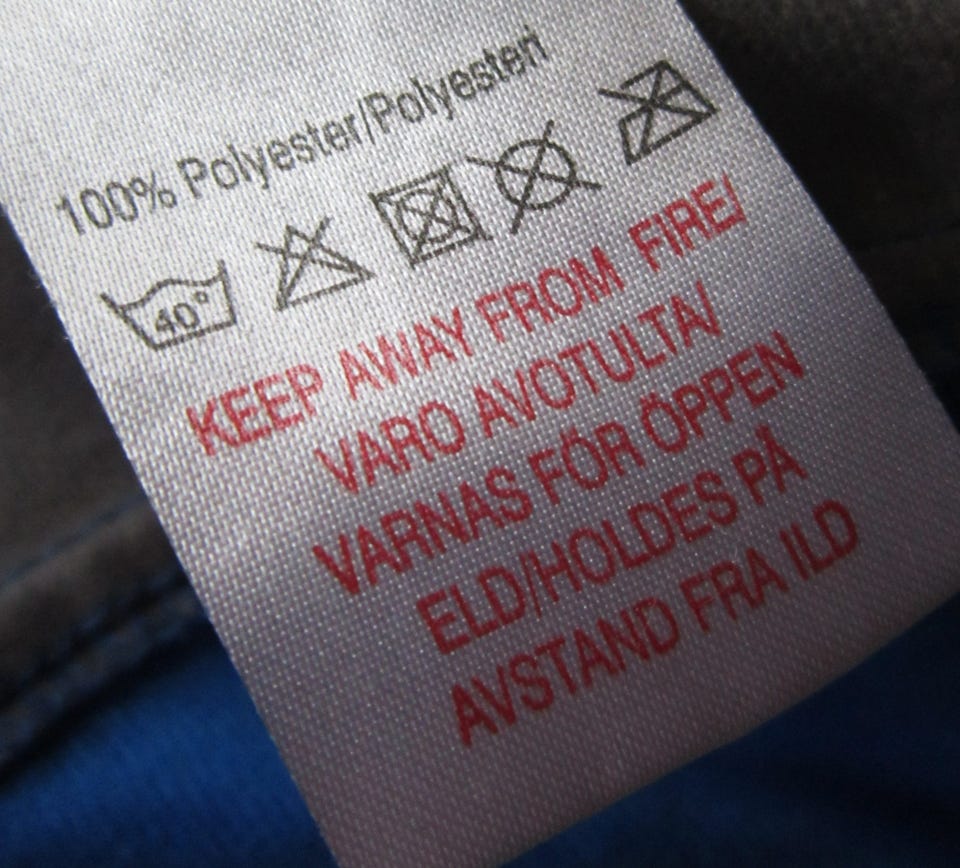 100% Polyester/Polyesteri
40°
KEEP AWAY FROM FIRE/
VARO AVOTULTA/
VARNAS FÖR ÖPPEN
ELD/HOLDES PÅ
AVSTAND FRA ILD